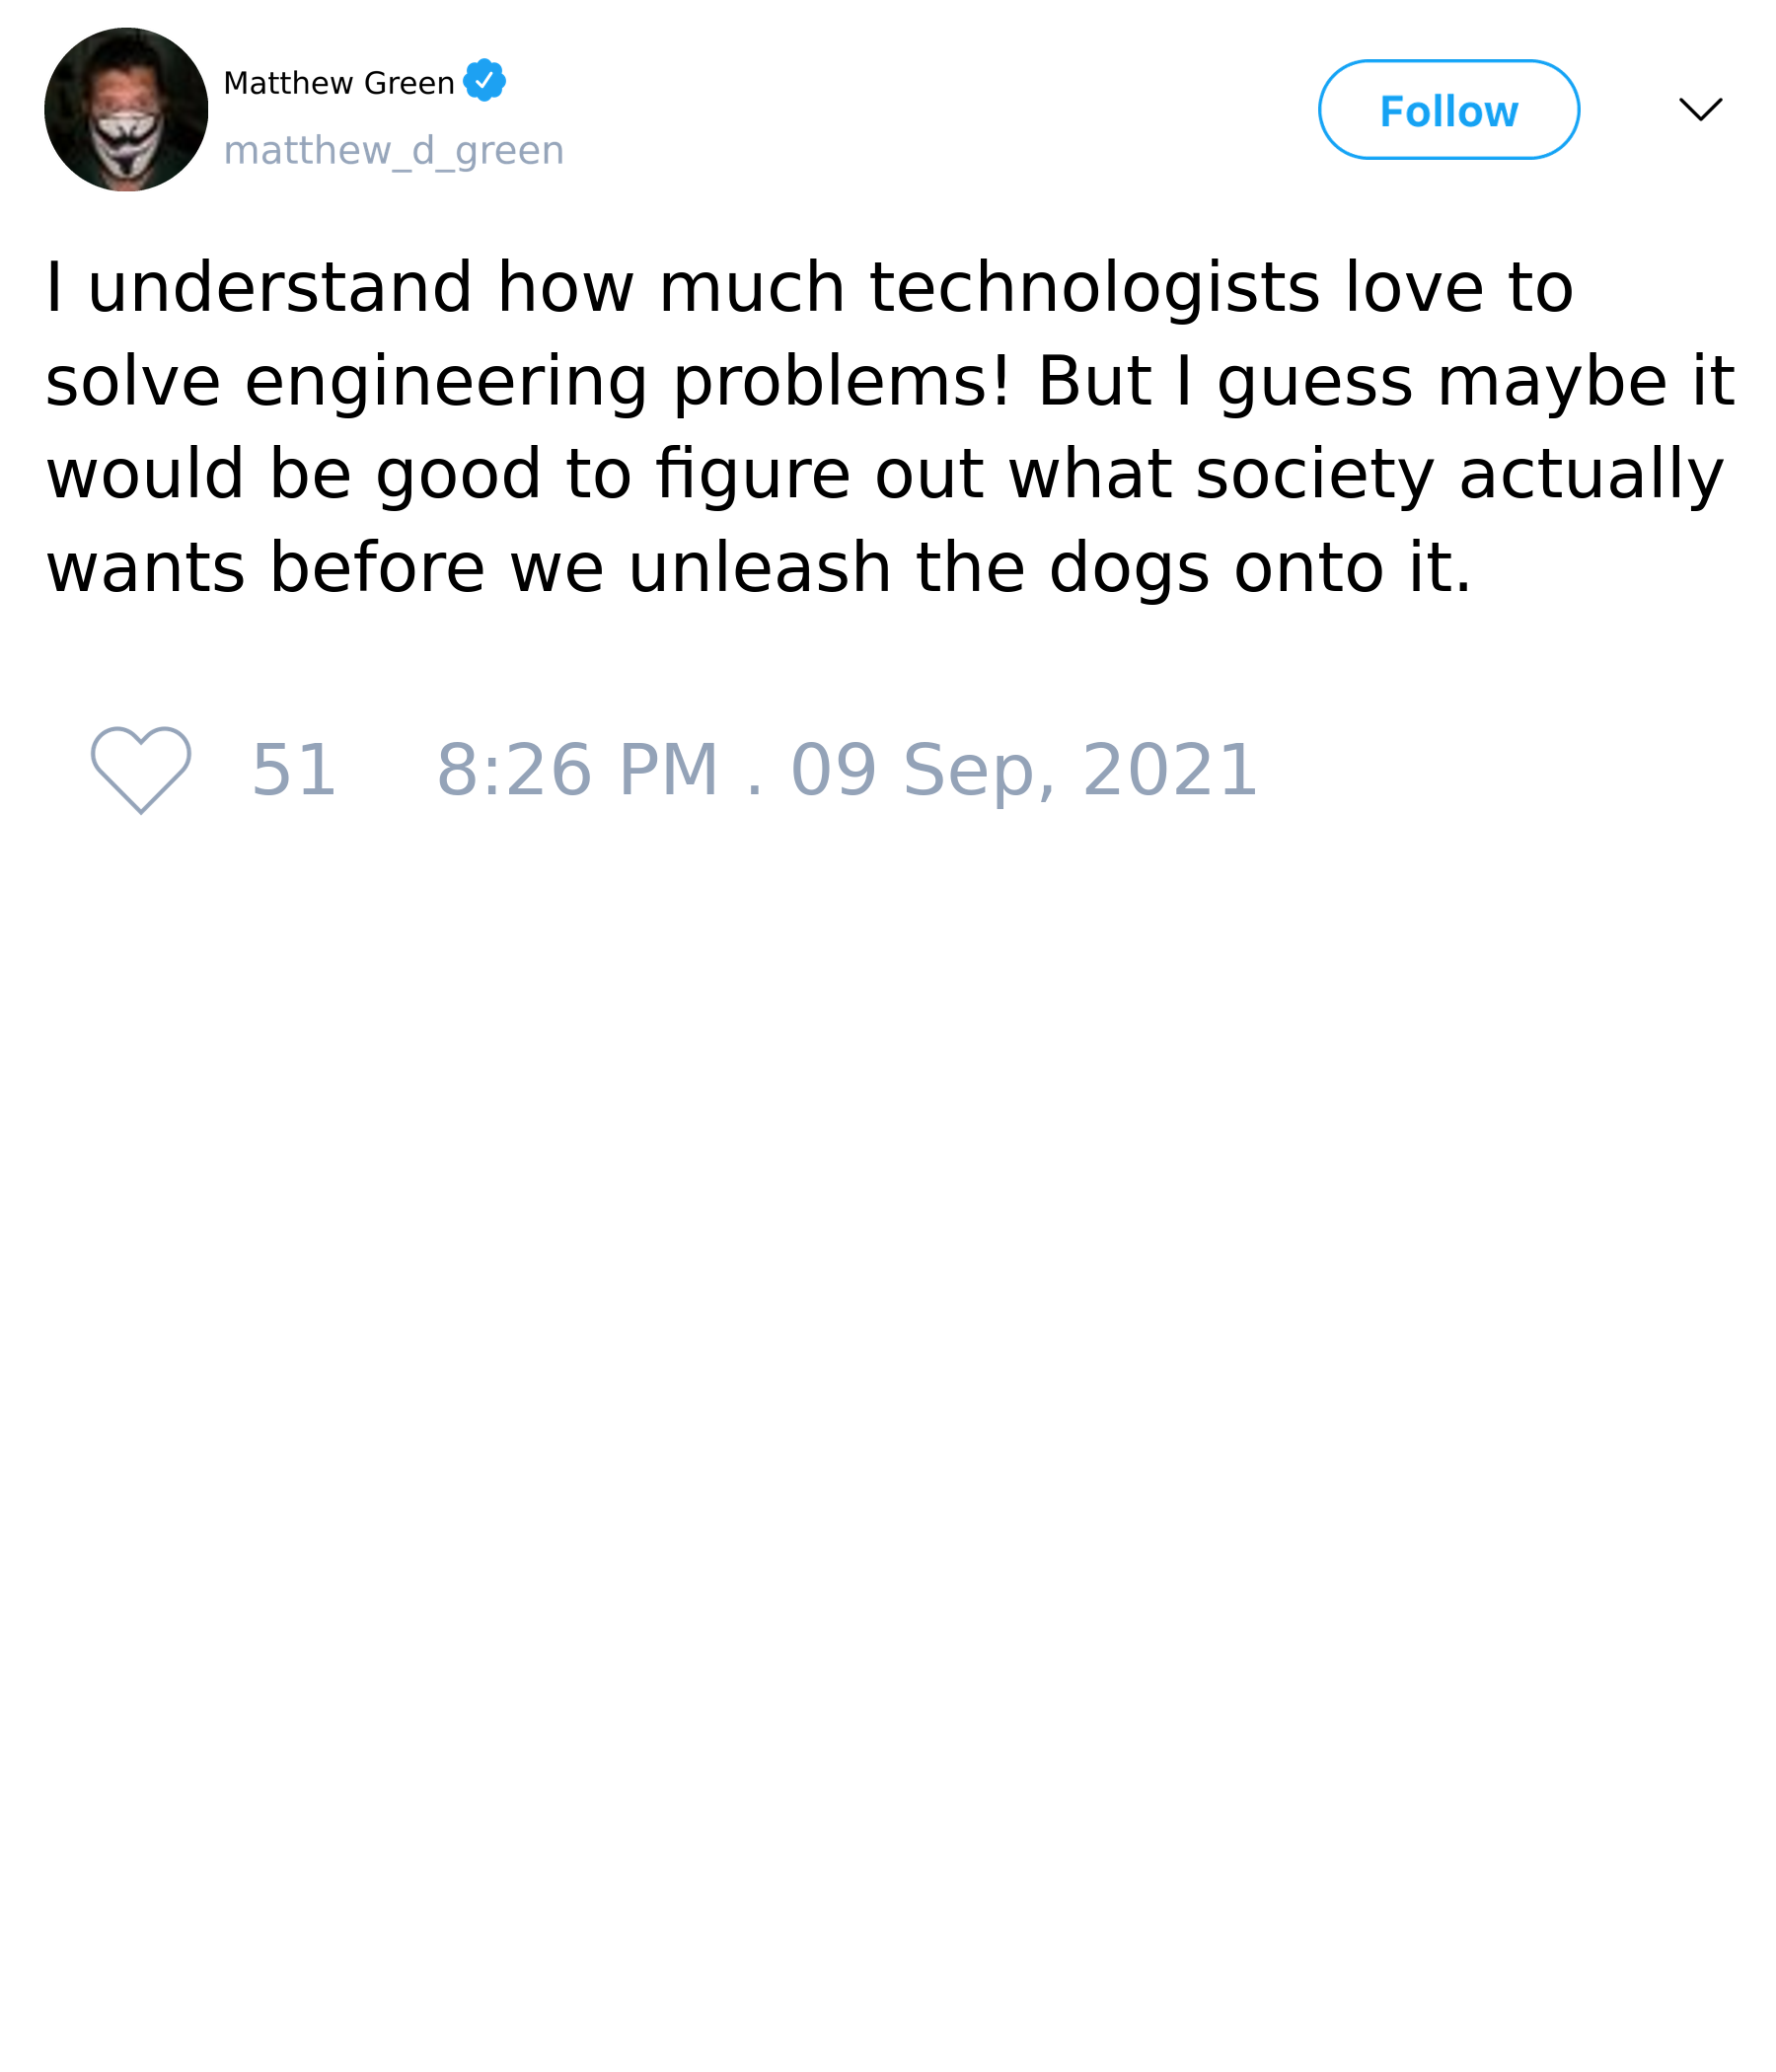 Matthew Green
matthew_d_green
Follow
I understand how much technologists love to
solve engineering problems! But I guess maybe it
would be good to figure out what society actually
wants before we unleash the dogs onto it.
51 8:26 PM . 09 Sep, 2021